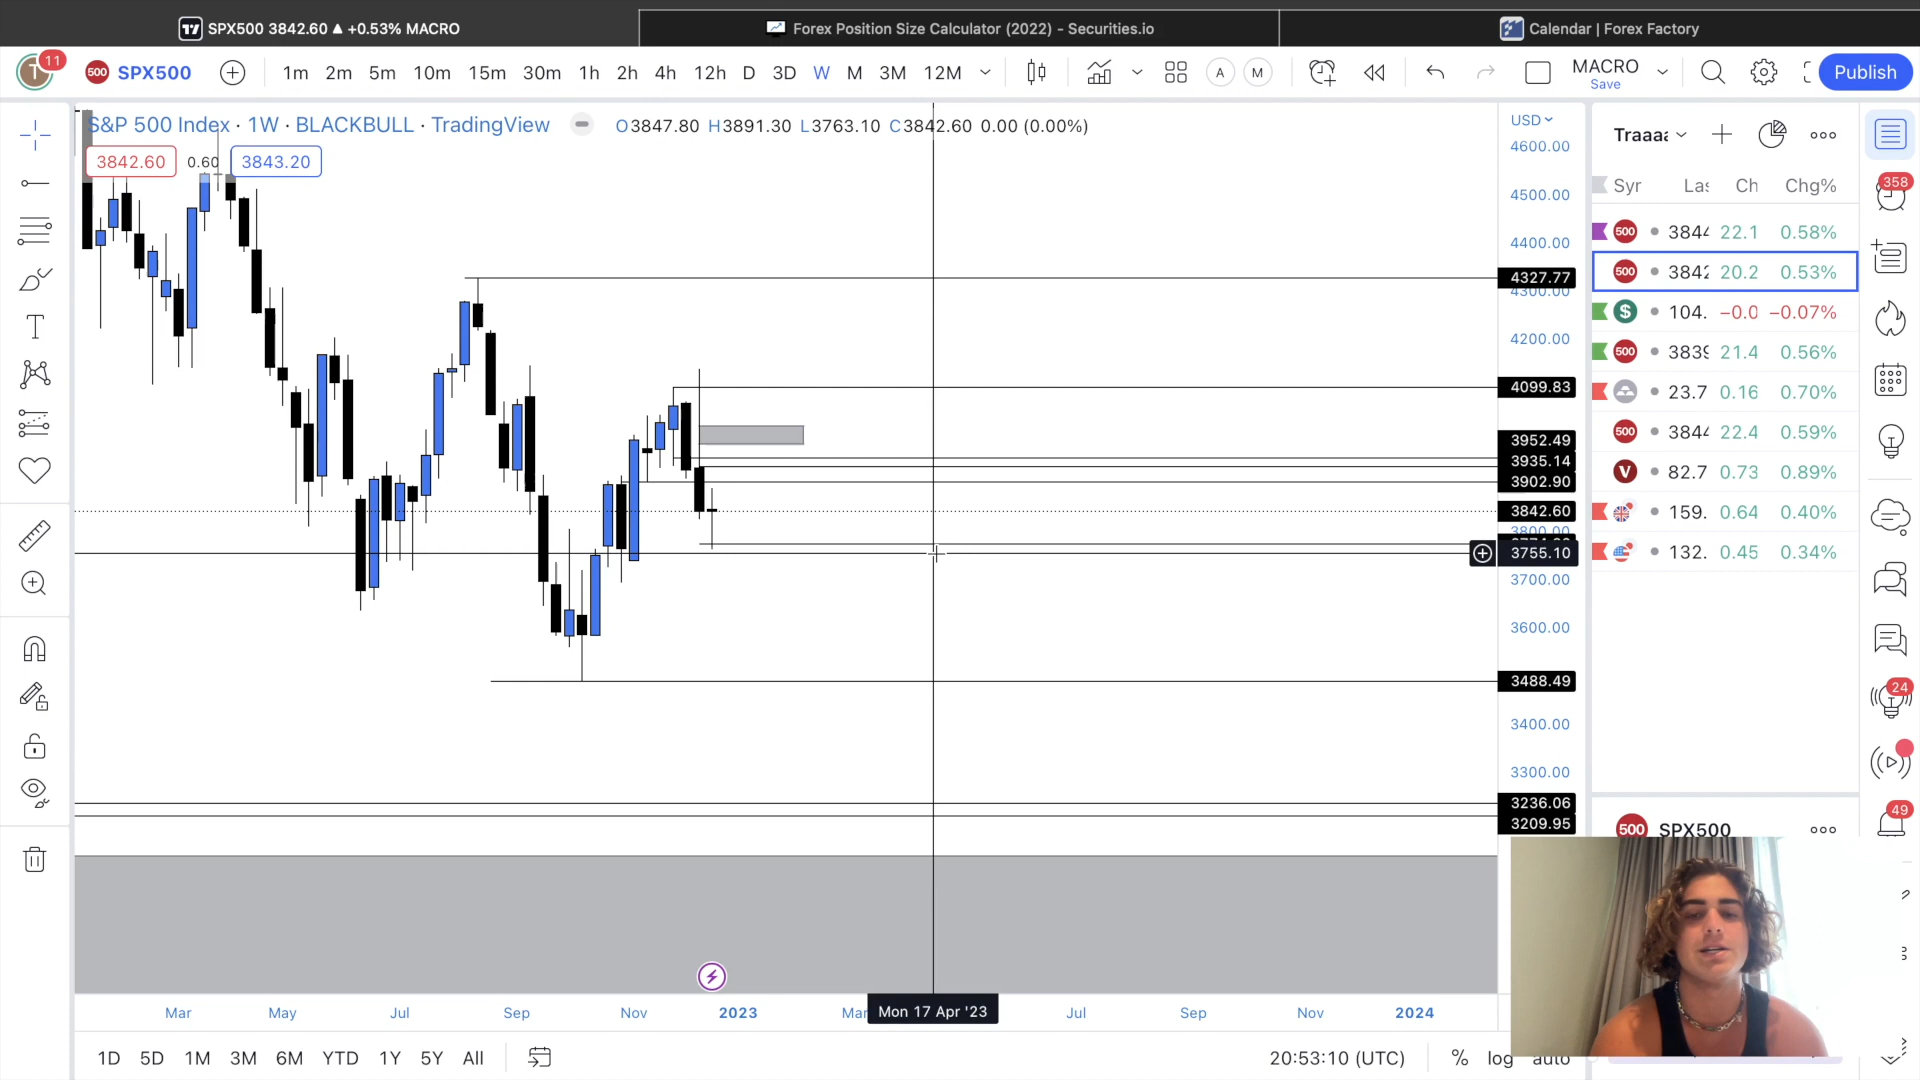 SPX500 3842.60 ▲ +0.53% MACRO
Forex Position Size Calculator (2022) - Securities.io
Calendar | Forex Factory
T 11
500 SPX500
1m 2m 5m 10m 15m 30m 1h 2h 4h 12h D 3D W M 3M 12M
A M
MACRO
Save
Publish
S&P 500 Index · 1W · BLACKBULL · TradingView
O3847.80 H3891.30 L3763.10 C3842.60 0.00 (0.00%)
3842.60 0.60 3843.20
USD
4600.00
4500.00
4400.00
4327.77
4300.00
4200.00
4099.83
3952.49
3935.14
3902.90
3842.60
3800.00
3755.10
3700.00
3600.00
3488.49
3400.00
3300.00
3236.06
3209.95
Mar May Jul Sep Nov 2023 Mar Mon 17 Apr '23 Jul Sep Nov 2024
1D 5D 1M 3M 6M YTD 1Y 5Y All
20:53:10 (UTC) % log auto
Syr Las Ch Chg%
500 3844 22.1 0.58%
500 3842 20.2 0.53%
$ 104. −0.0 −0.07%
500 3839 21.4 0.56%
23.7 0.16 0.70%
500 3844 22.4 0.59%
V 82.7 0.73 0.89%
159. 0.64 0.40%
132. 0.45 0.34%
500 SPX500
358
24
49